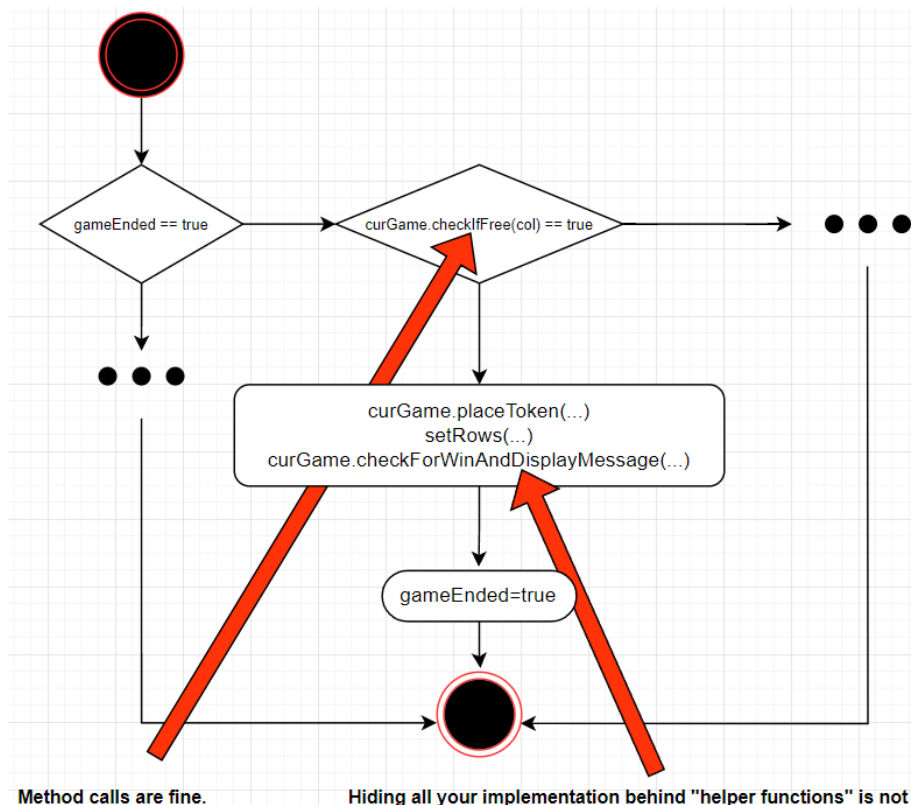 gameEnded == true
curGame.checkIfFree(col) == true
curGame.placeToken(...)
setRows(...)
curGame.checkForWinAndDisplayMessage(...)
gameEnded=true
Method calls are fine.
Hiding all your implementation behind "helper functions" is not